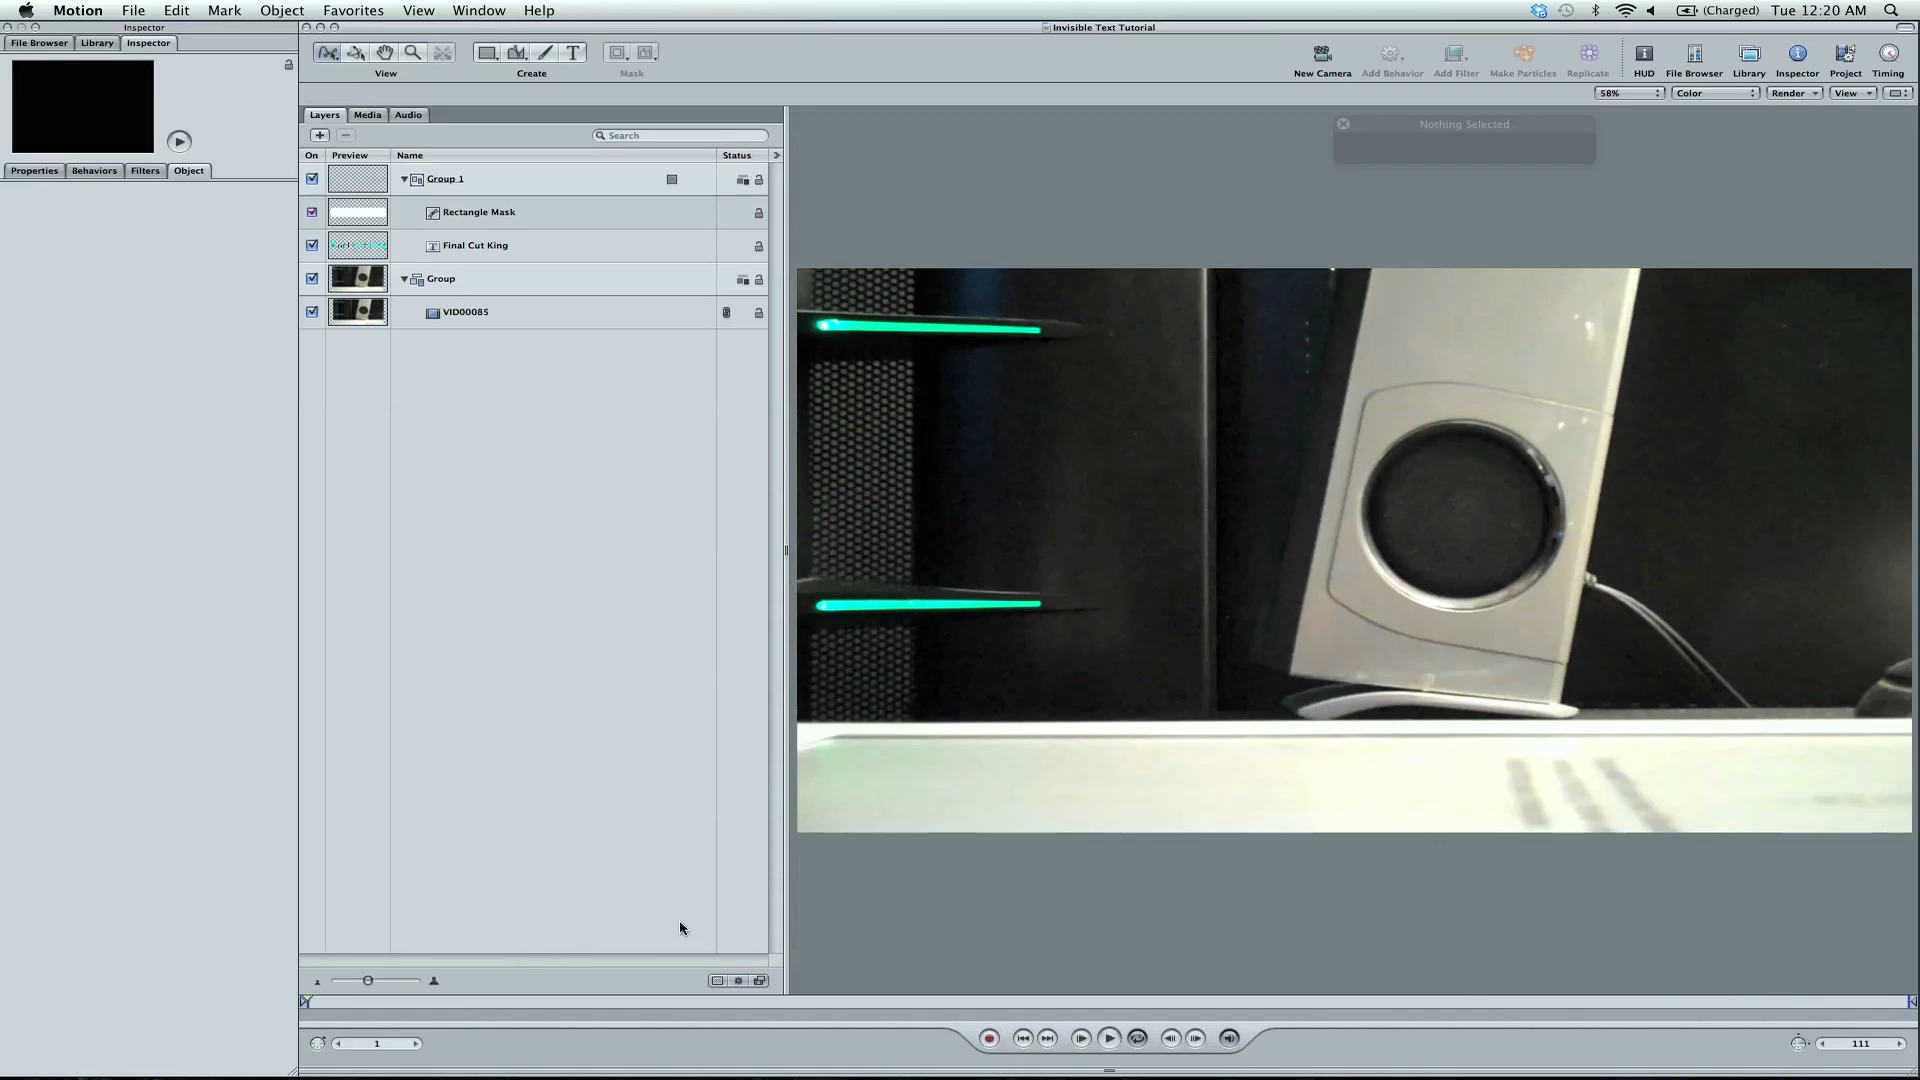 Motion File Edit Mark Object Favorites View Window Help (Charged) Tue 12:20 AM
Inspector Invisible Text Tutorial
File Browser Library Inspector
View Create Mask New Camera Add Behavior Add Filter Make Particles Replicate HUD File Browser Library Inspector Project Timing
58% Color Render View
Layers Media Audio
Nothing Selected
Search
On Preview Name Status
Properties Behaviors Filters Object
Group 1
Rectangle Mask
Final Cut King
Group
VID00085
1 111